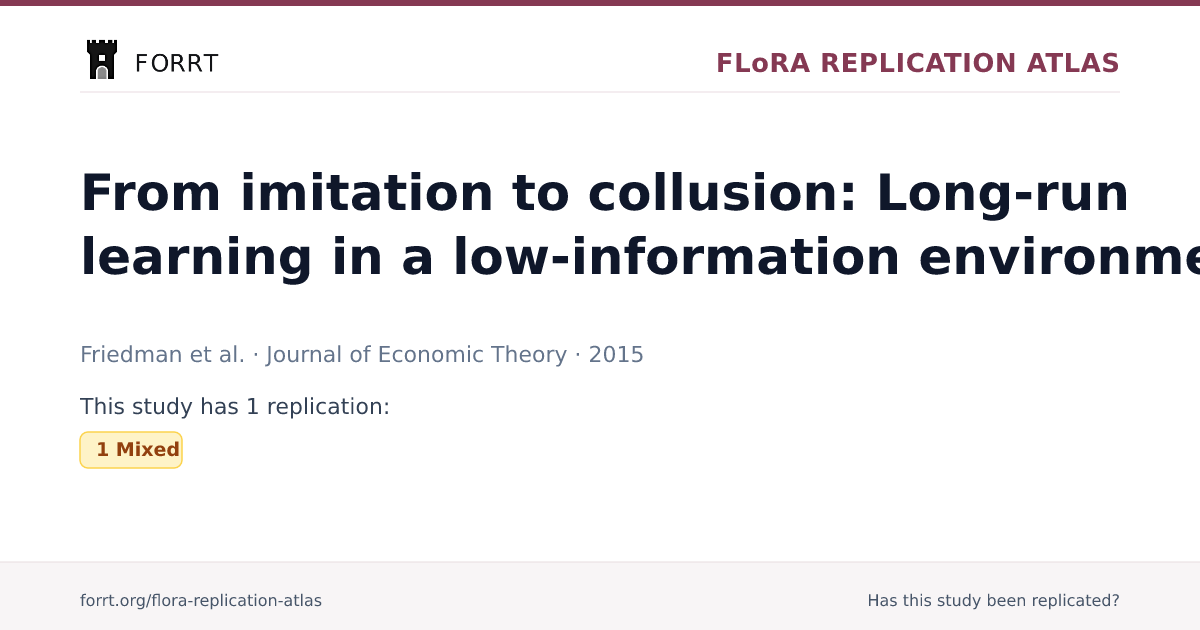 FORRT
FLoRA REPLICATION ATLAS
From imitation to collusion: Long-run
learning in a low-information environme
Friedman et al. · Journal of Economic Theory · 2015
This study has 1 replication:
1 Mixed
forrt.org/flora-replication-atlas
Has this study been replicated?